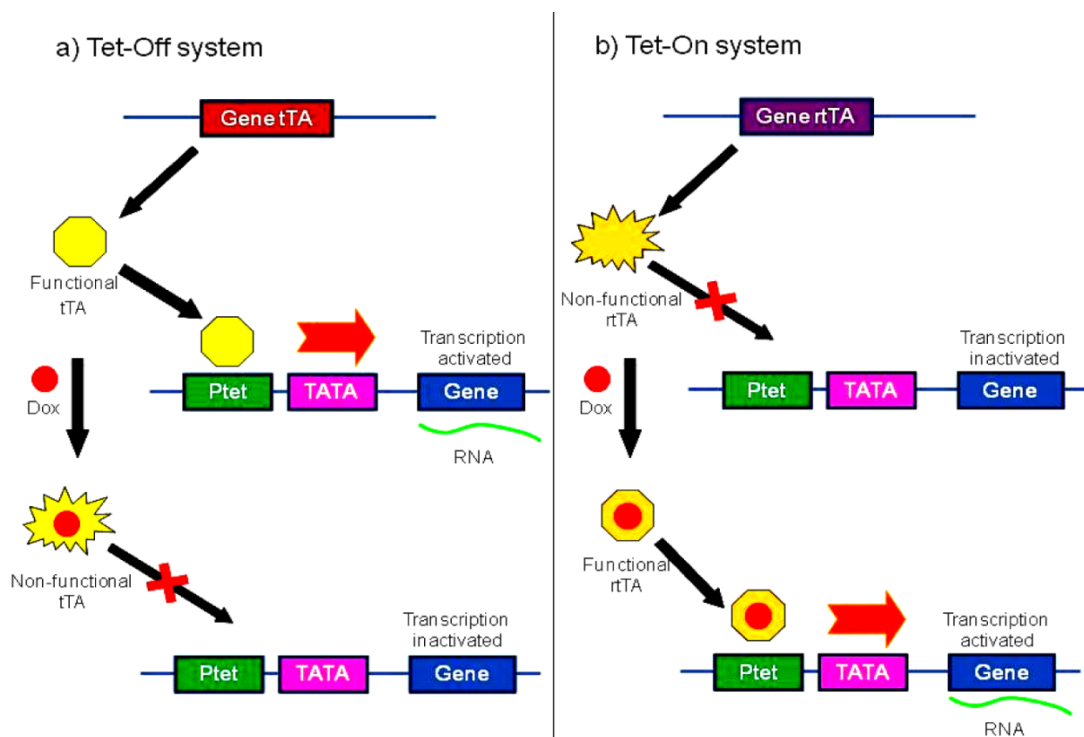 a) Tet-Off system
Gene tTA
Functional
tTA
Transcription
activated
Ptet
TATA
Gene
RNA
Dox
Non-functional
tTA
Transcription
inactivated
Ptet
TATA
Gene
b) Tet-On system
Gene rtTA
Non-functional
rtTA
Transcription
inactivated
Ptet
TATA
Gene
Dox
Functional
rtTA
Transcription
activated
Ptet
TATA
Gene
RNA